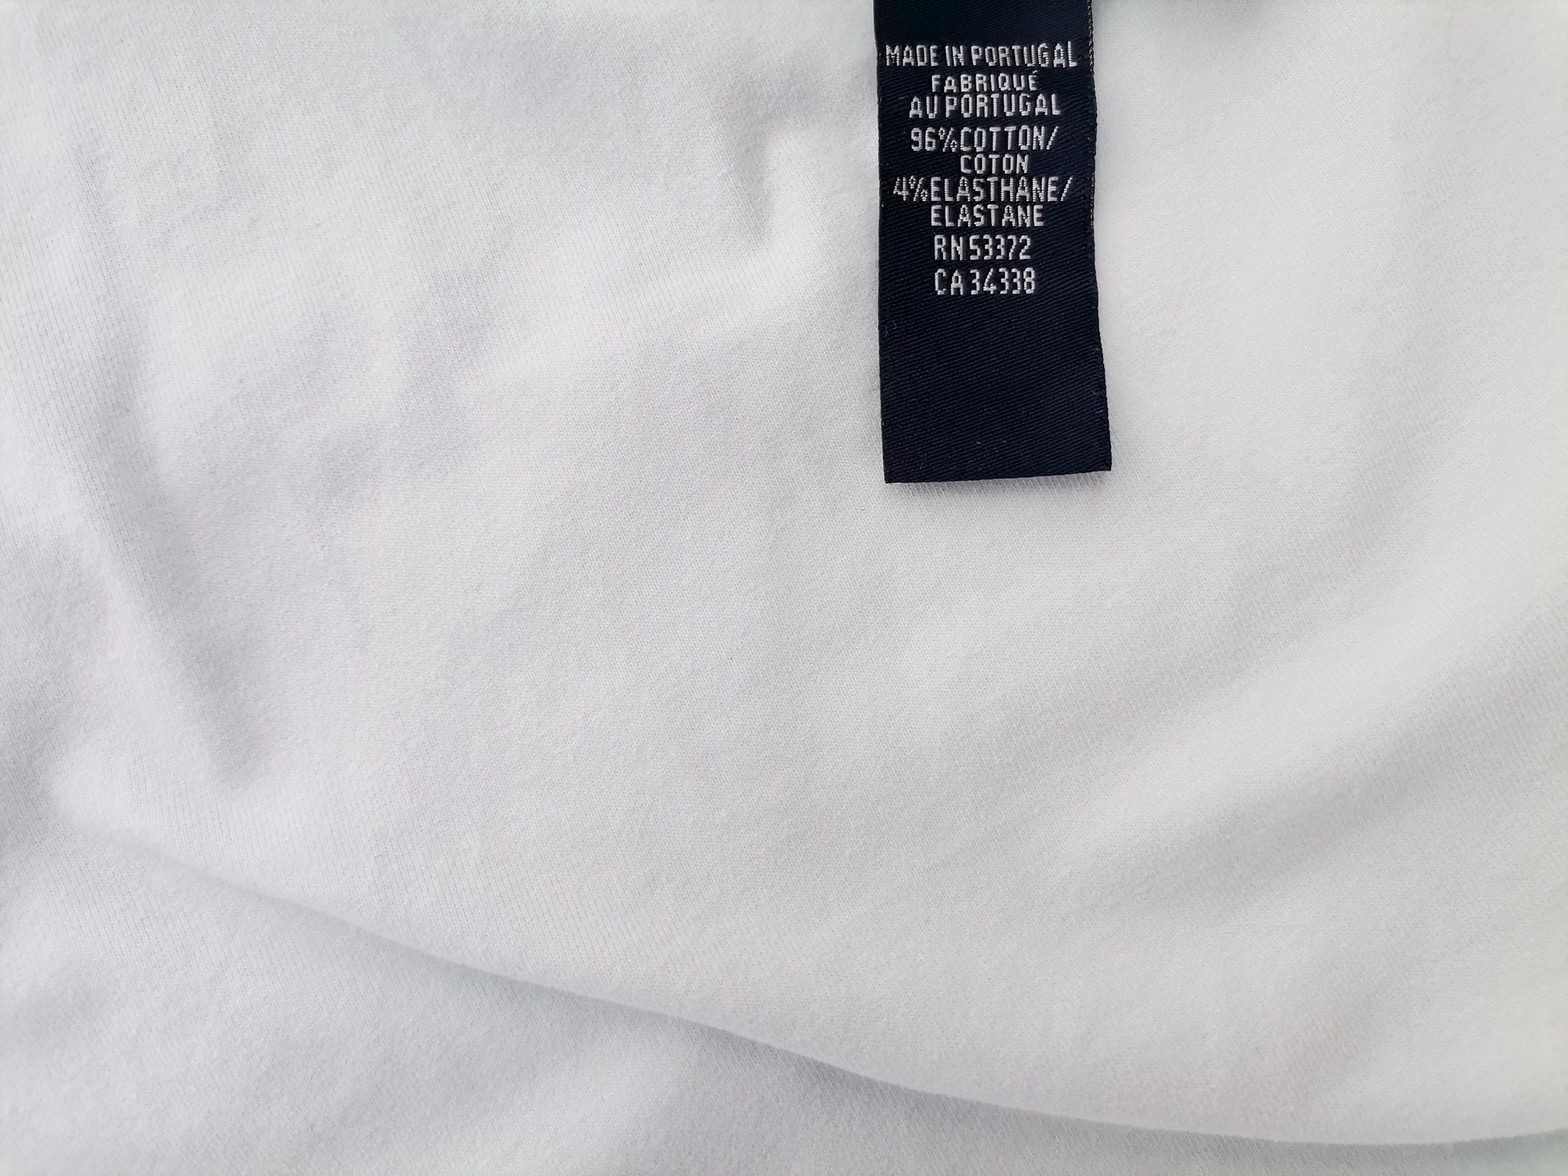 MADE IN PORTUGAL
FABRIQUÉ
AU PORTUGAL
96%COTTON/
COTON
4%ELASTHANE/
ELASTANE
RN53372
CA34338